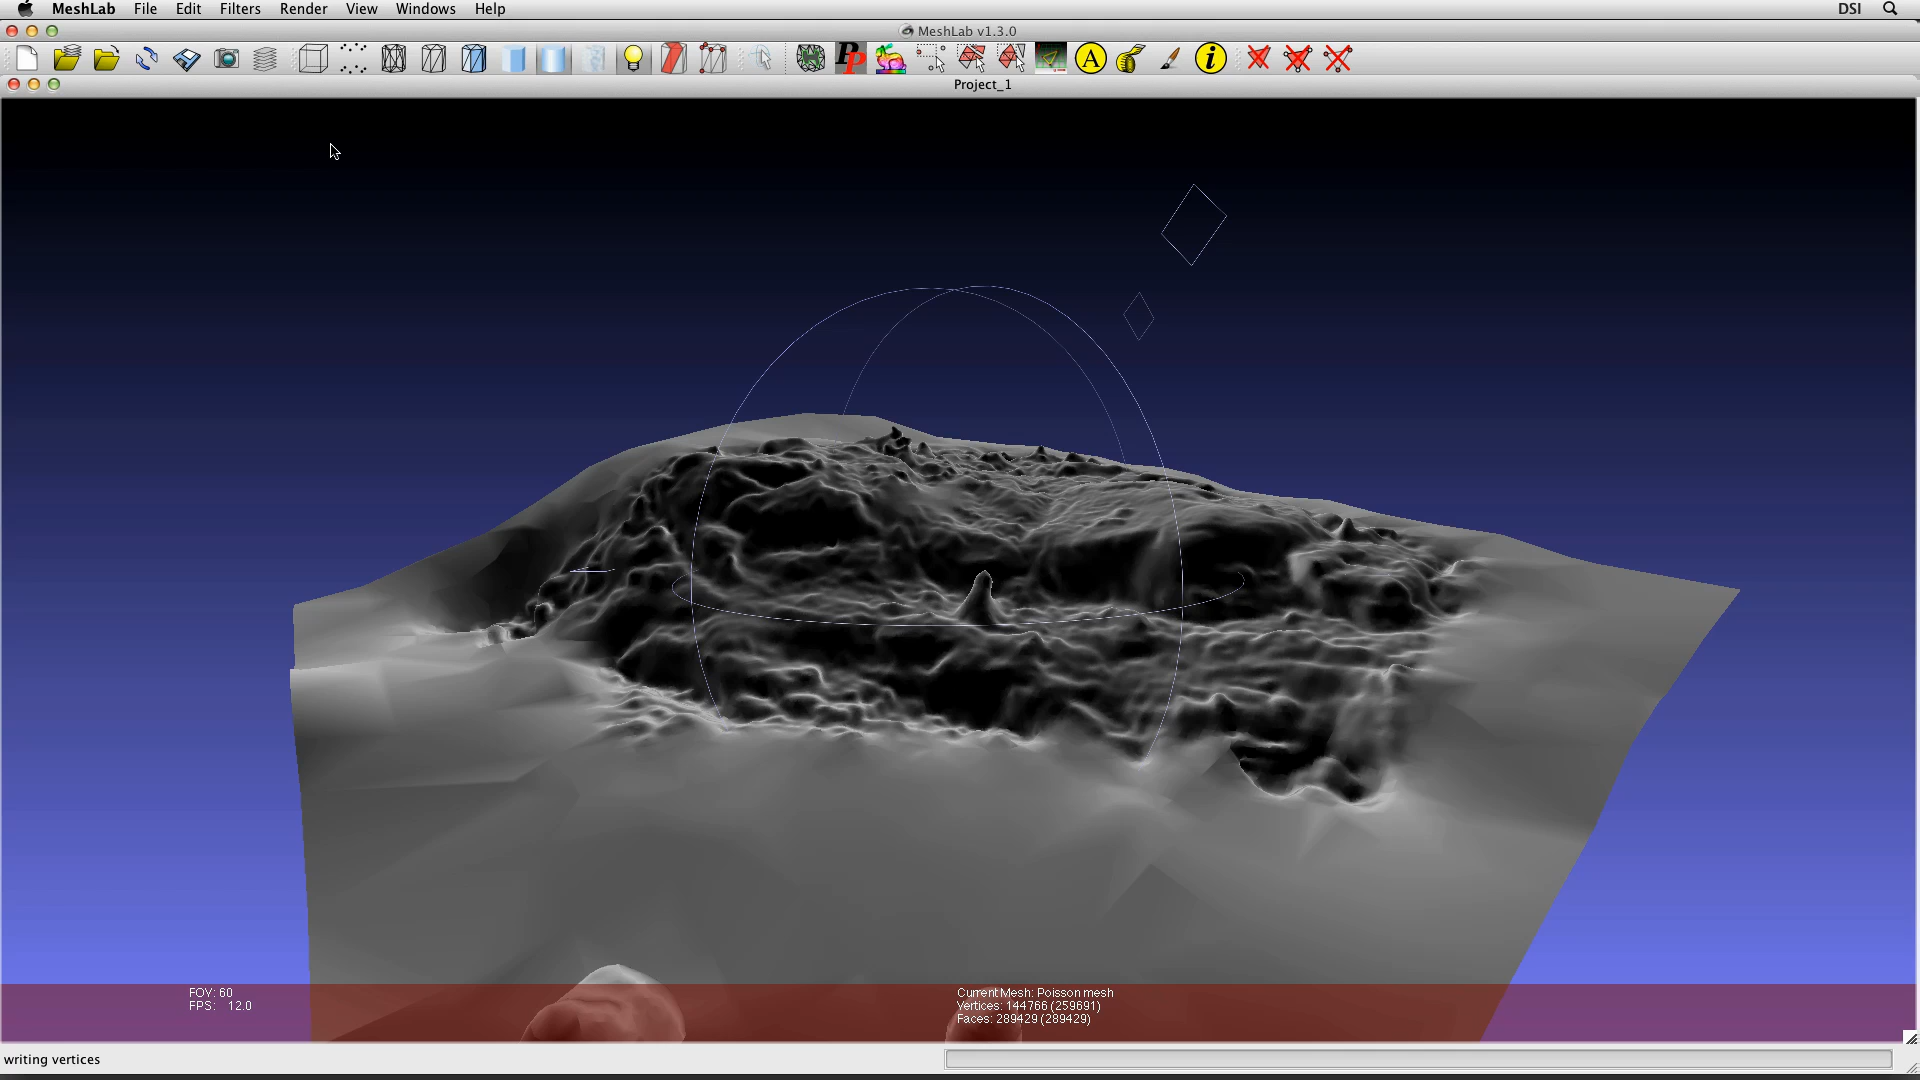 MeshLab File Edit Filters Render View Windows Help DSI
MeshLab v1.3.0
PP A i
Project_1
FOV: 60
FPS: 12.0
Current Mesh: Poisson mesh
Vertices: 144766 (259691)
Faces: 289429 (289429)
writing vertices